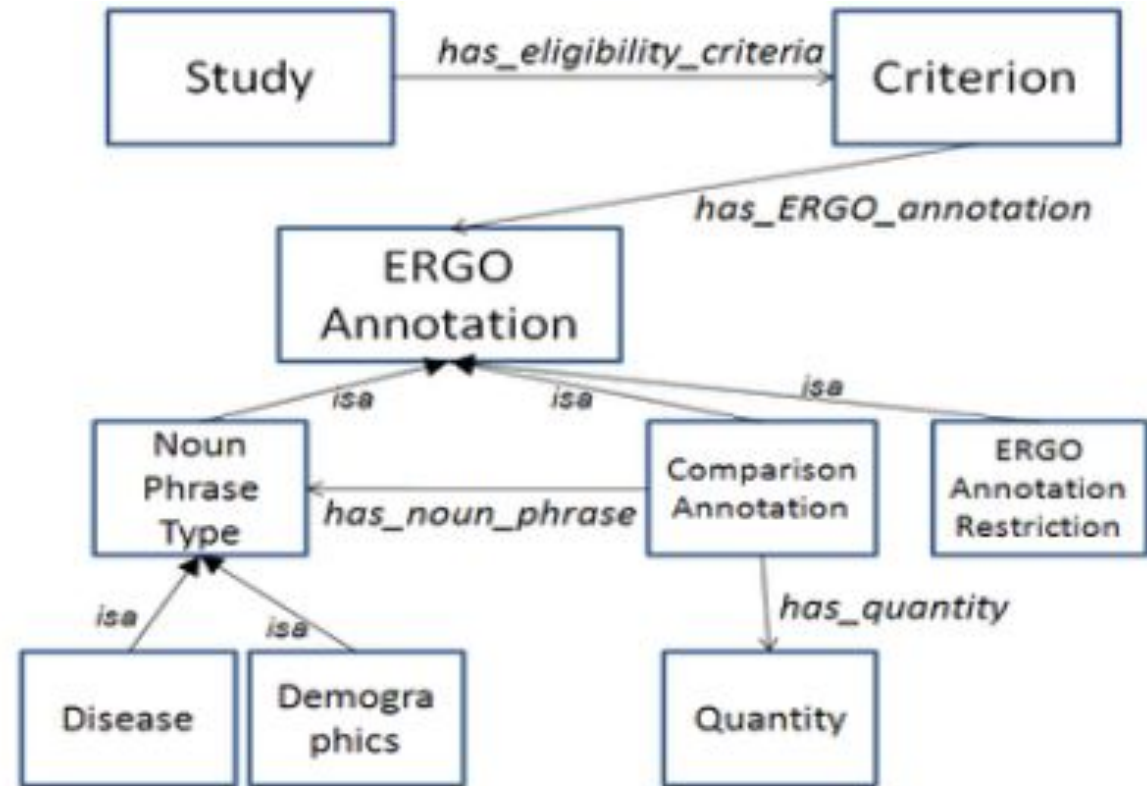 Study
has_eligibility_criteria
Criterion
has_ERGO_annotation
ERGO
Annotation
isa
isa
isa
Noun
Phrase
Type
has_noun_phrase
Comparison
Annotation
ERGO
Annotation
Restriction
isa
isa
has_quantity
Disease
Demogra
phics
Quantity